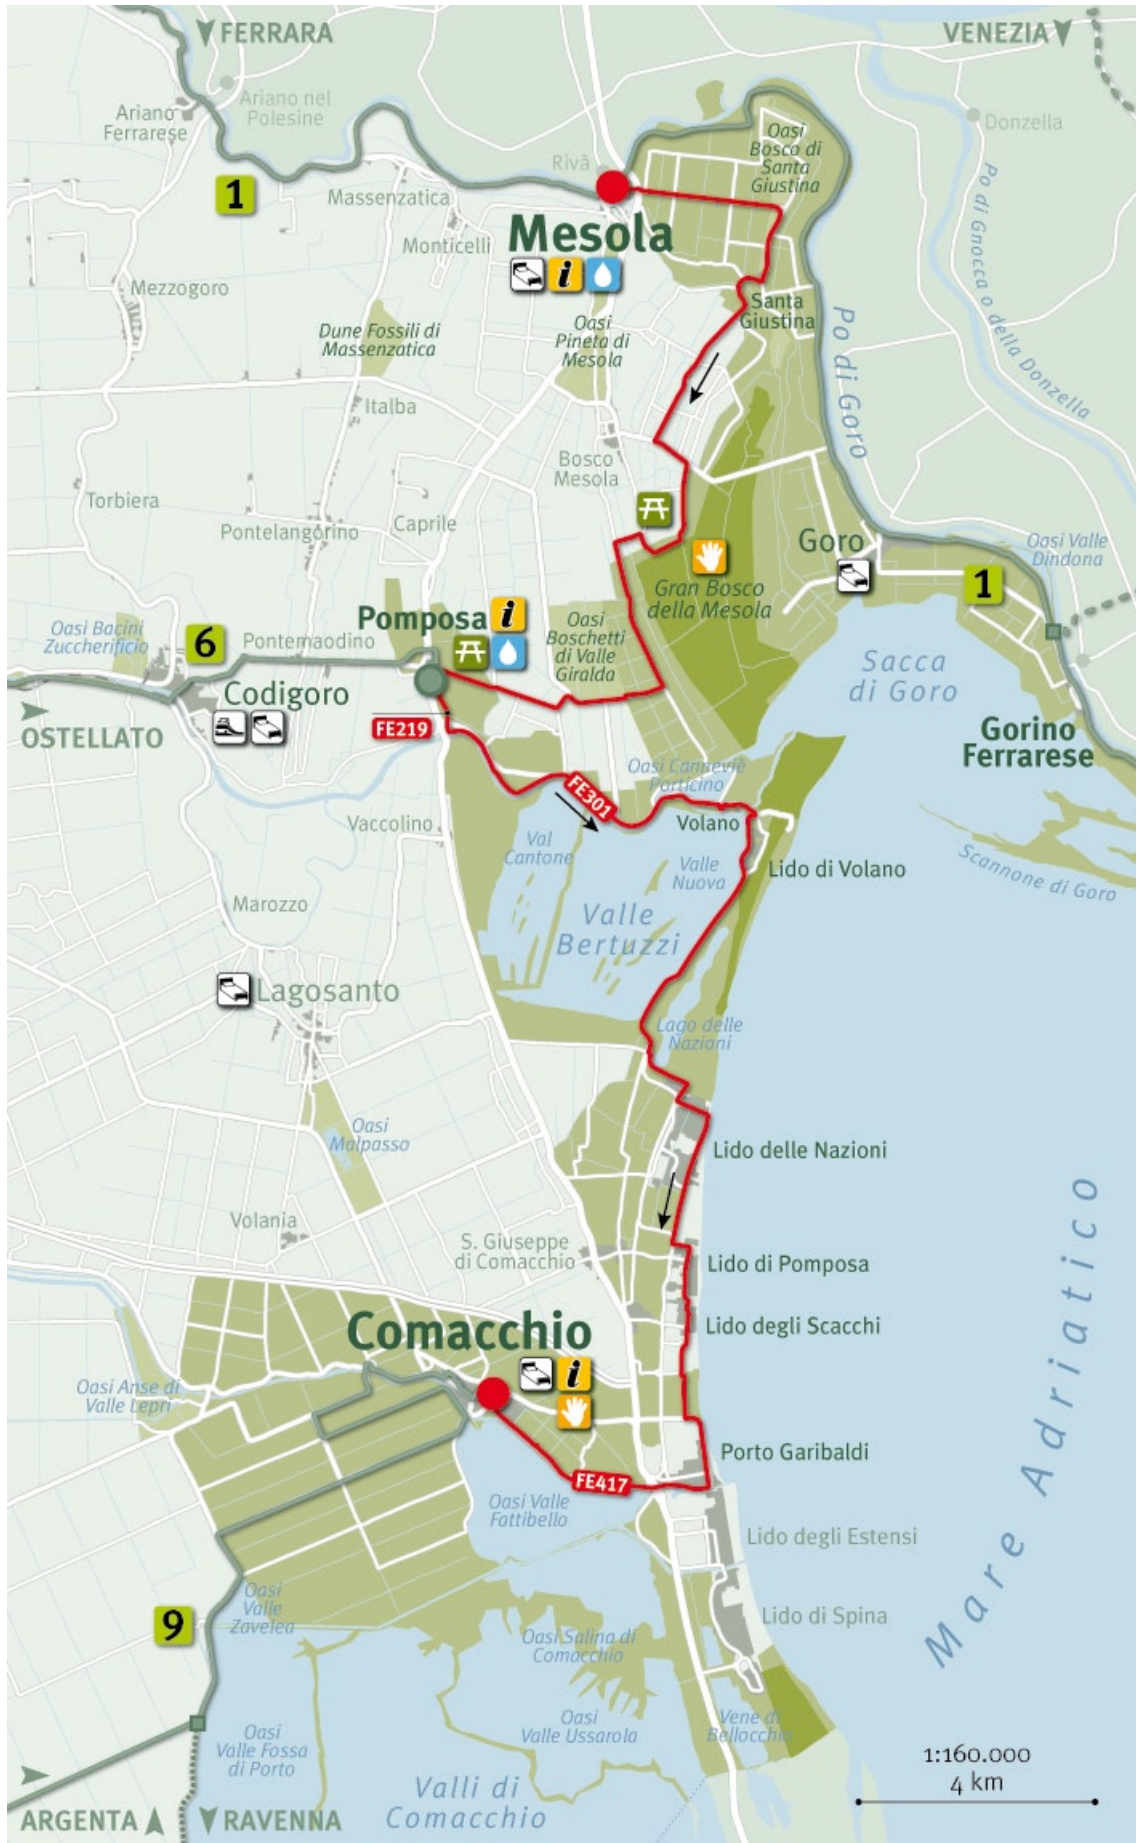 FERRARA
VENEZIA
Ariano nel
Polesine
Ariano
Ferrarese
Donzella
Oasi
Bosco di
Santa
Giustina
Rivà
1
Massenzatica
Po di Gnocca o della Donzella
Monticelli
Mesola
i
Mezzogoro
Santa
Giustina
Po di Goro
Oasi
Pineta di
Mesola
Dune Fossili di
Massenzatica
Italba
Bosco
Mesola
Torbiera
Caprile
Pontelangorino
Goro
Oasi Valle
Dindona
Gran Bosco
della Mesola
1
Pomposa
i
Oasi
Boschetti
di Valle
Giralda
Oasi Bacini
Zuccherificio
6
Pontemaodino
Sacca
di Goro
Codigoro
FE219
OSTELLATO
Gorino
Ferrarese
Oasi Canneviè
Porticino
FE301
Volano
Vaccolino
Val
Cantone
Valle
Nuova
Lido di Volano
Scannone di Goro
Marozzo
Valle
Bertuzzi
Lagosanto
Lago delle
Nazioni
Oasi
Malpasso
Lido delle Nazioni
Volania
S. Giuseppe
di Comacchio
Lido di Pomposa
Lido degli Scacchi
Comacchio
i
Oasi Anse di
Valle Lepri
Mare Adriatico
Porto Garibaldi
FE417
Oasi Valle
Fattibello
Lido degli Estensi
Oasi
Valle
Zavelea
9
Lido di Spina
Oasi Salina di
Comacchio
Oasi
Valle Ussarola
Vene di
Bellocchio
Oasi
Valle Fossa
di Porto
1:160.000
4 km
Valli di
Comacchio
ARGENTA
RAVENNA